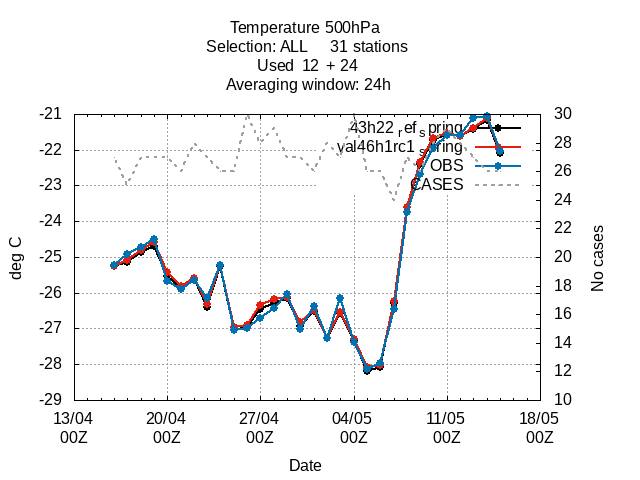 Temperature 500hPa
Selection: ALL 31 stations
Used 12 + 24
Averaging window: 24h
-21
-22
-23
-24
-25
-26
-27
-28
-29
deg C
30
28
26
24
22
20
18
16
14
12
10
No cases
43h22_ref_spring
val46h1rc1_spring
OBS
CASES
13/04 20/04 27/04 04/05 11/05 18/05
00Z 00Z 00Z 00Z 00Z 00Z
Date